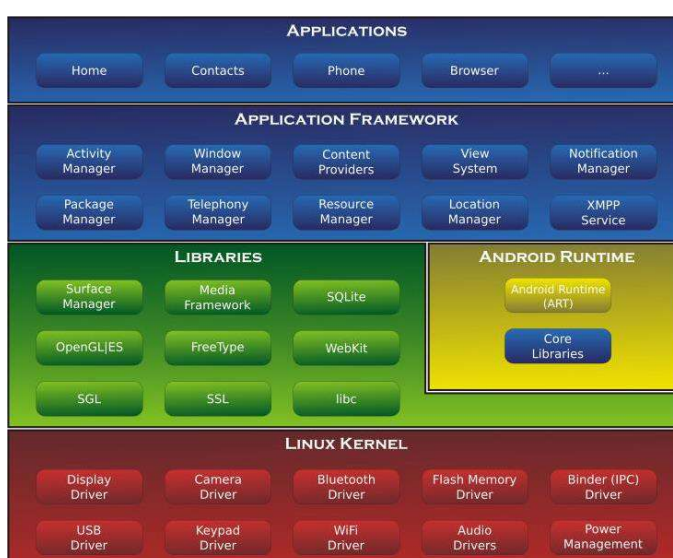 APPLICATIONS
Home Contacts Phone Browser ...
APPLICATION FRAMEWORK
Activity Manager
Window Manager
Content Providers
View System
Notification Manager
Package Manager
Telephony Manager
Resource Manager
Location Manager
XMPP Service
LIBRARIES
Surface Manager
Media Framework
SQLite
OpenGL|ES
FreeType
WebKit
SGL
SSL
libc
ANDROID RUNTIME
Android Runtime (ART)
Core Libraries
LINUX KERNEL
Display Driver
Camera Driver
Bluetooth Driver
Flash Memory Driver
Binder (IPC) Driver
USB Driver
Keypad Driver
WiFi Driver
Audio Drivers
Power Management